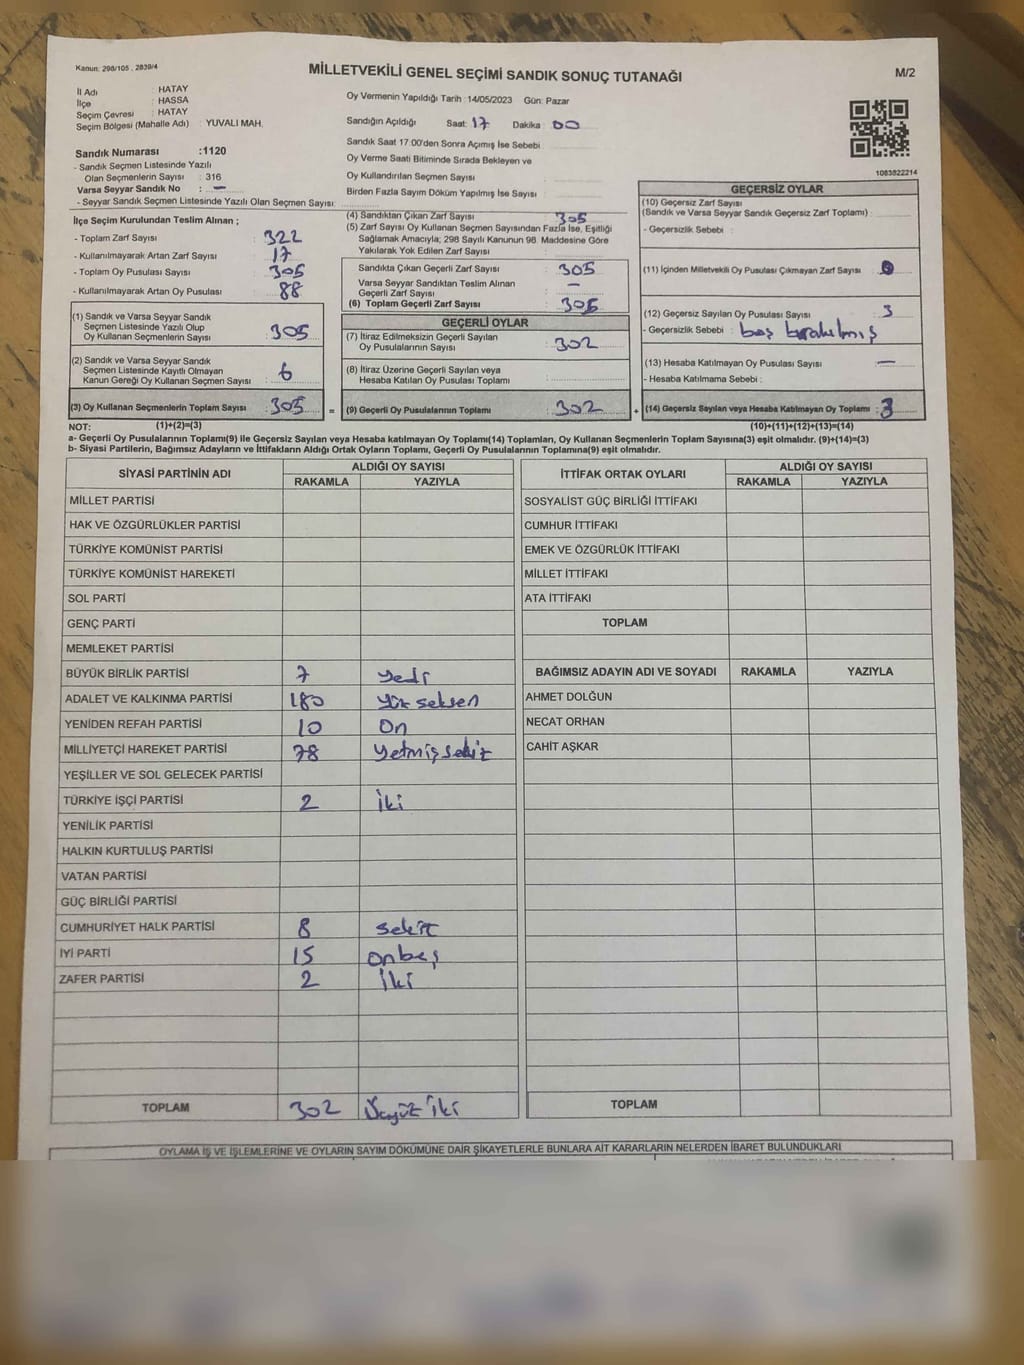 Kanun: 298/105 , 2839/4
MİLLETVEKİLİ GENEL SEÇİMİ SANDIK SONUÇ TUTANAĞI
M/2
İl Adı : HATAY
İlçe : HASSA
Seçim Çevresi : HATAY
Seçim Bölgesi (Mahalle Adı) : YUVALI MAH.
Sandık Numarası :1120
- Sandık Seçmen Listesinde Yazılı
Olan Seçmenlerin Sayısı : 316
Varsa Seyyar Sandık No : —
- Seyyar Sandık Seçmen Listesinde Yazılı Olan Seçmen Sayısı:
Oy Vermenin Yapıldığı Tarih :14/05/2023 Gün: Pazar
Sandığın Açıldığı Saat: 17 Dakika : 00
Sandık Saat 17.00'den Sonra Açımış İse Sebebi :
Oy Verme Saati Bitiminde Sırada Bekleyen ve
Oy Kullandırılan Seçmen Sayısı :
Birden Fazla Sayım Döküm Yapılmış İse Sayısı :
1083822214
İlçe Seçim Kurulundan Teslim Alınan ;
- Toplam Zarf Sayısı : 322
- Kullanılmayarak Artan Zarf Sayısı : 17
- Toplam Oy Pusulası Sayısı : 305
- Kullanılmayarak Artan Oy Pusulası : 88
(1) Sandık ve Varsa Seyyar Sandık
Seçmen Listesinde Yazılı Olup
Oy Kullanan Seçmenlerin Sayısı : 305
(2) Sandık ve Varsa Seyyar Sandık
Seçmen Listesinde Kayıtlı Olmayan
Kanun Gereği Oy Kullanan Seçmen Sayısı : 6
(3) Oy Kullanan Seçmenlerin Toplam Sayısı : 305 =
(4) Sandıktan Çıkan Zarf Sayısı : 305
(5) Zarf Sayısı Oy Kullanan Seçmen Sayısından Fazla İse, Eşitliği
Sağlamak Amacıyla; 298 Sayılı Kanunun 98. Maddesine Göre
Yakılarak Yok Edilen Zarf Sayısı :
Sandıkta Çıkan Geçerli Zarf Sayısı : 305
Varsa Seyyar Sandıktan Teslim Alınan
Geçerli Zarf Sayısı : —
(6) Toplam Geçerli Zarf Sayısı : 305
GEÇERLİ OYLAR
(7) İtiraz Edilmeksizin Geçerli Sayılan
Oy Pusulalarının Sayısı : 302
(8) İtiraz Üzerine Geçerli Sayılan veya
Hesaba Katılan Oy Pusulası Toplamı :
(9) Geçerli Oy Pusulalarının Toplamı : 302 +
GEÇERSİZ OYLAR
(10) Geçersiz Zarf Sayısı
(Sandık ve Varsa Seyyar Sandık Geçersiz Zarf Toplamı) :
- Geçersizlik Sebebi :
(11) İçinden Milletvekili Oy Pusulası Çıkmayan Zarf Sayısı : 0
(12) Geçersiz Sayılan Oy Pusulası Sayısı : 3
- Geçersizlik Sebebi : boş bırakılmış
(13) Hesaba Katılmayan Oy Pusulası Sayısı : —
- Hesaba Katılmama Sebebi :
(14) Geçersiz Sayılan veya Hesaba Katılmayan Oy Toplamı : 3
NOT: (1)+(2)=(3) (10)+(11)+(12)+(13)=(14)
a- Geçerli Oy Pusulalarının Toplamı(9) ile Geçersiz Sayılan veya Hesaba katılmayan Oy Toplamı(14) Toplamları, Oy Kullanan Seçmenlerin Toplam Sayısına(3) eşit olmalıdır. (9)+(14)=(3)
b- Siyasi Partilerin, Bağımsız Adayların ve İttifakların Aldığı Oyların Toplamı, Geçerli Oy Pusulalarının Toplamına(9) eşit olmalıdır.
SİYASİ PARTİNİN ADI ALDIĞI OY SAYISI
RAKAMLA YAZIYLA
MİLLET PARTİSİ
HAK VE ÖZGÜRLÜKLER PARTİSİ
TÜRKİYE KOMÜNİST PARTİSİ
TÜRKİYE KOMÜNİST HAREKETİ
SOL PARTİ
GENÇ PARTİ
MEMLEKET PARTİSİ
BÜYÜK BİRLİK PARTİSİ 7 yedi
ADALET VE KALKINMA PARTİSİ 180 yüz seksen
YENİDEN REFAH PARTİSİ 10 On
MİLLİYETÇİ HAREKET PARTİSİ 78 yetmiş sekiz
YEŞİLLER VE SOL GELECEK PARTİSİ
TÜRKİYE İŞÇİ PARTİSİ 2 İki
YENİLİK PARTİSİ
HALKIN KURTULUŞ PARTİSİ
VATAN PARTİSİ
GÜÇ BİRLİĞİ PARTİSİ
CUMHURİYET HALK PARTİSİ 8 sekiz
İYİ PARTİ 15 onbeş
ZAFER PARTİSİ 2 İki
TOPLAM 302 Üçyüz iki
İTTİFAK ORTAK OYLARI ALDIĞI OY SAYISI
RAKAMLA YAZIYLA
SOSYALİST GÜÇ BİRLİĞİ İTTİFAKI
CUMHUR İTTİFAKI
EMEK VE ÖZGÜRLÜK İTTİFAKI
MİLLET İTTİFAKI
ATA İTTİFAKI
TOPLAM
BAĞIMSIZ ADAYIN ADI VE SOYADI RAKAMLA YAZIYLA
AHMET DOLĞUN
NECAT ORHAN
CAHİT AŞKAR
TOPLAM
OYLAMA İŞ VE İŞLEMLERİNE VE OYLARIN SAYIM DÖKÜMÜNE DAİR ŞİKAYETLERLE BUNLARA AİT KARARLARIN NELERDEN İBARET BULUNDUKLARI